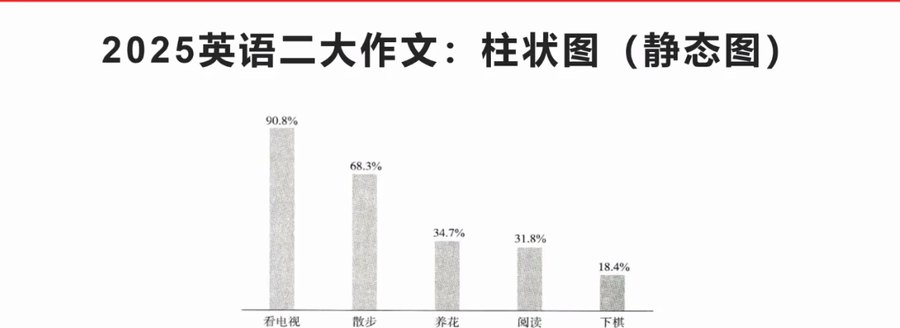 2025英语二大作文：柱状图（静态图）
90.8%
68.3%
34.7%
31.8%
18.4%
看电视 散步 养花 阅读 下棋